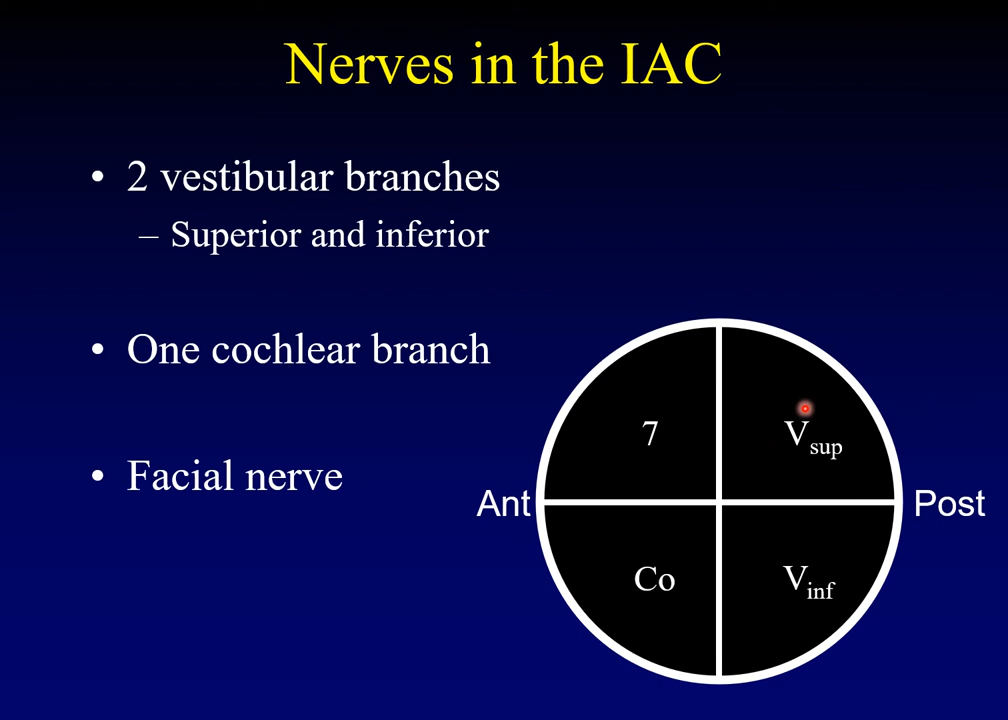 Nerves in the IAC
• 2 vestibular branches
– Superior and inferior
• One cochlear branch
• Facial nerve
7
Vsup
Ant
Post
Co
Vinf